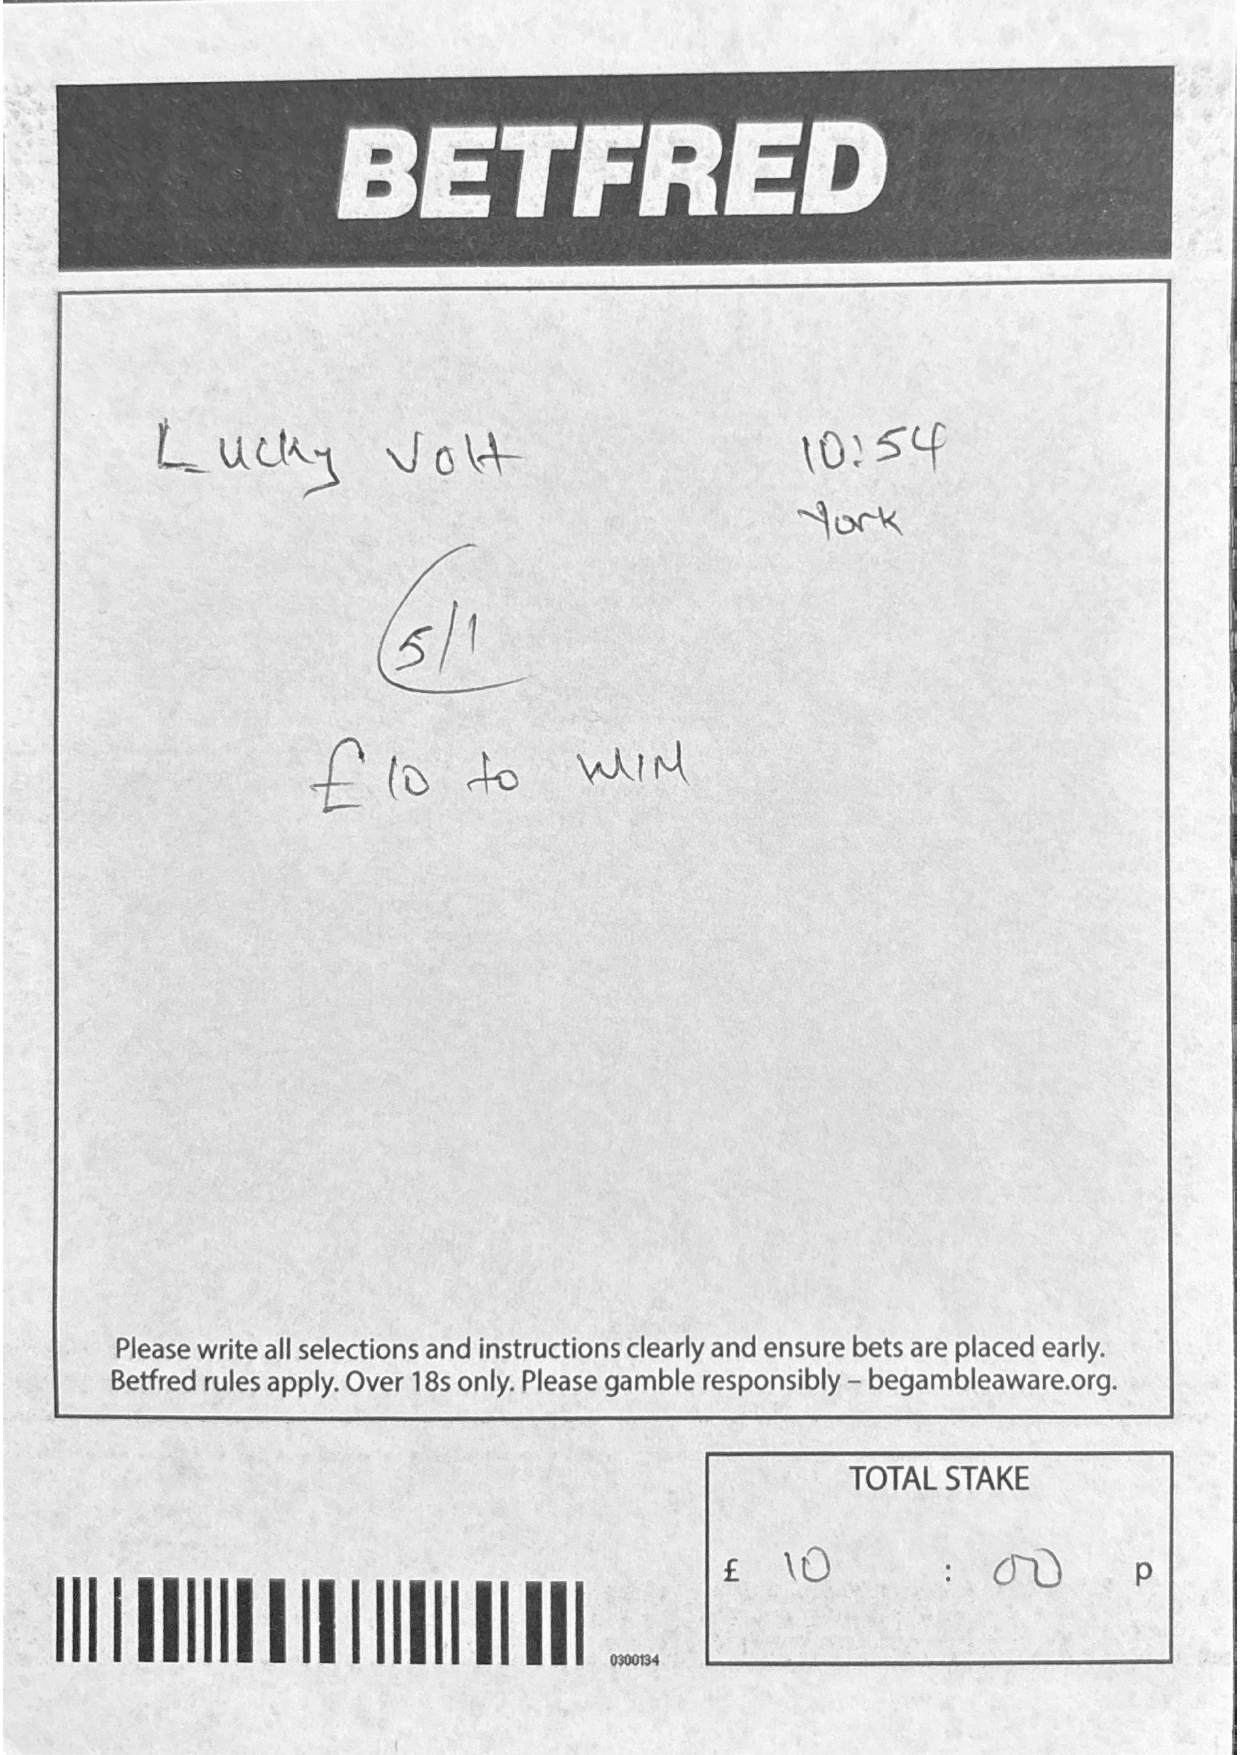 BETFRED
Lucky Volt 10:54
York
5/1
£10 to WIN
Please write all selections and instructions clearly and ensure bets are placed early.
Betfred rules apply. Over 18s only. Please gamble responsibly – begambleaware.org.
TOTAL STAKE
£ 10 : 00 p
0300134